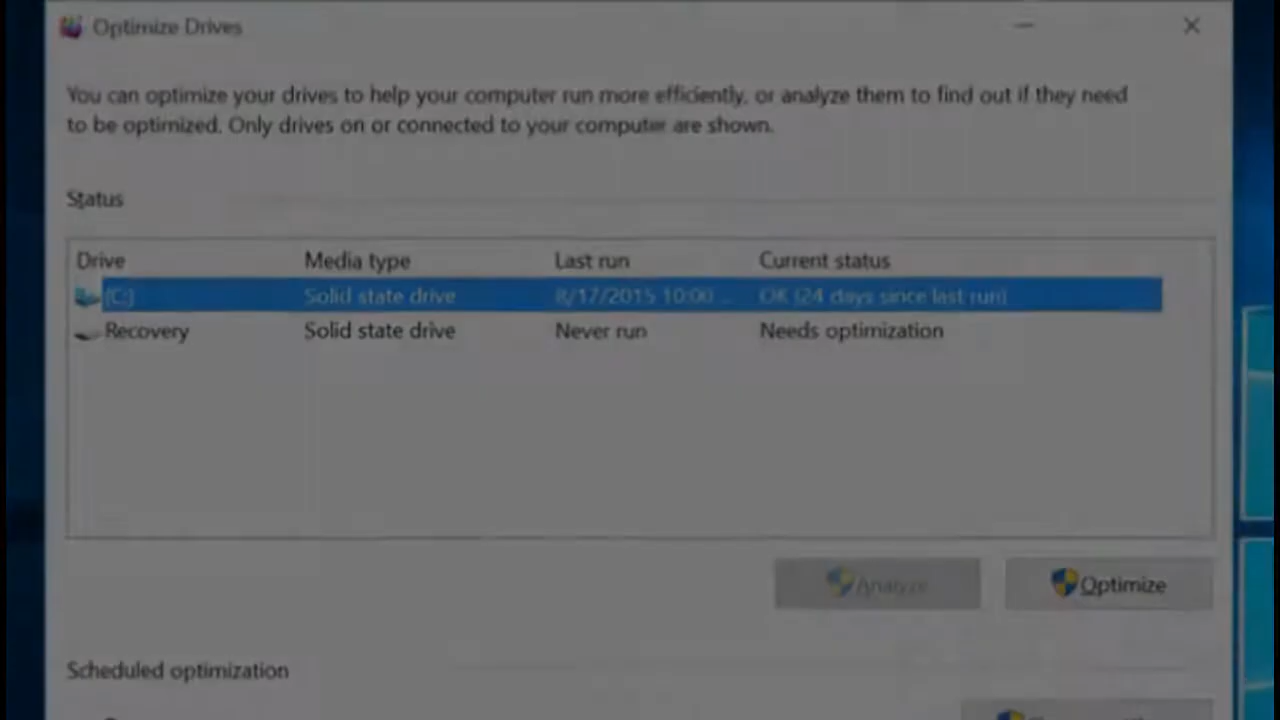 Optimize Drives
You can optimize your drives to help your computer run more efficiently, or analyze them to find out if they need
to be optimized. Only drives on or connected to your computer are shown.
Status
Drive Media type Last run Current status
(C:) Solid state drive 8/17/2015 10:00 ... OK (24 days since last run)
Recovery Solid state drive Never run Needs optimization
Analyze Optimize
Scheduled optimization